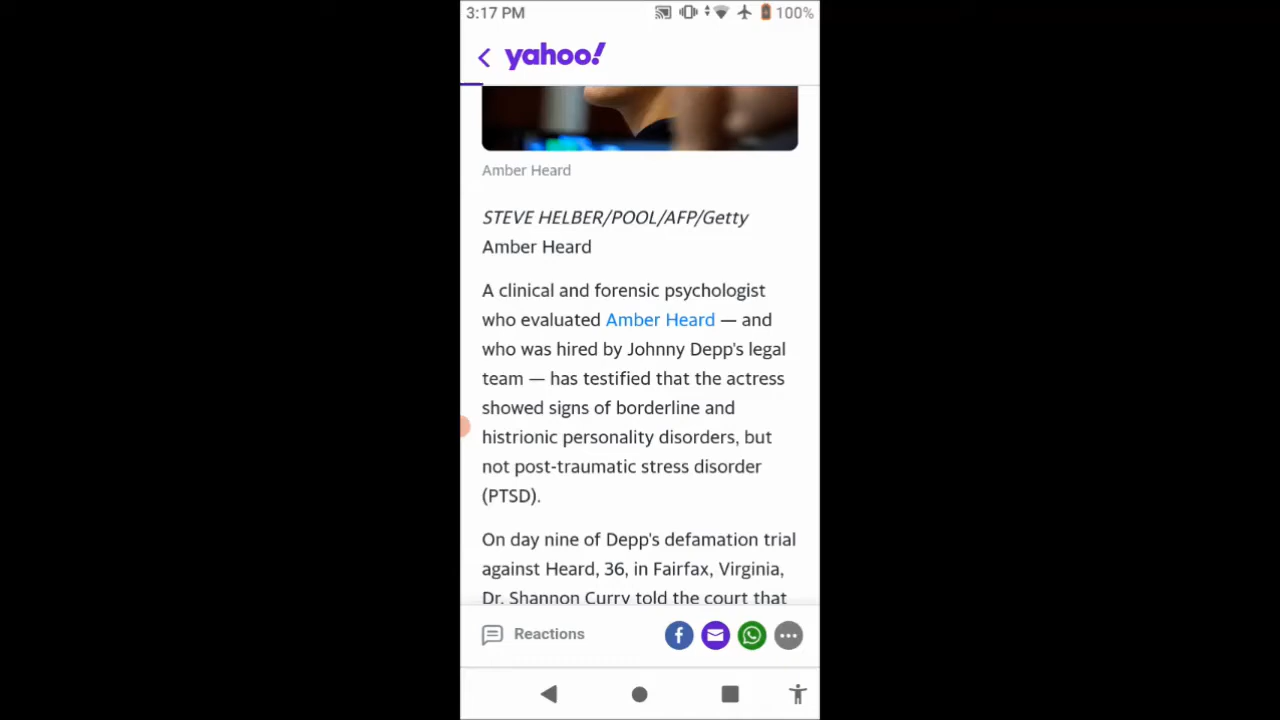 3:17 PM 100%
yahoo!
Amber Heard
STEVE HELBER/POOL/AFP/Getty
Amber Heard
A clinical and forensic psychologist
who evaluated Amber Heard — and
who was hired by Johnny Depp's legal
team — has testified that the actress
showed signs of borderline and
histrionic personality disorders, but
not post-traumatic stress disorder
(PTSD).
On day nine of Depp's defamation trial
against Heard, 36, in Fairfax, Virginia,
Dr. Shannon Curry told the court that
Reactions